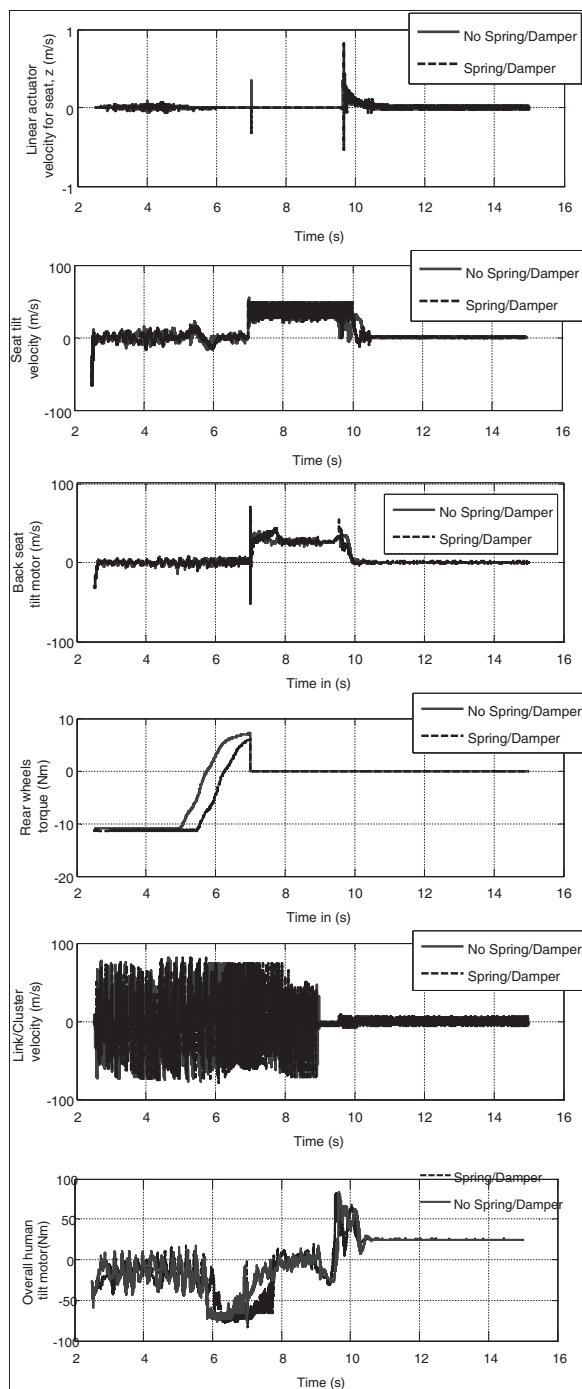 1
0
-1
Linear actuator
velocity for seat, z (m/s)
No Spring/Damper
Spring/Damper
2 4 6 8 10 12 14 16
Time (s)
100
0
-100
Seat tilt
velocity (m/s)
No Spring/Damper
Spring/Damper
2 4 6 8 10 12 14 16
Time (s)
100
0
-100
Back seat
tilt motor (m/s)
No Spring/Damper
Spring/Damper
2 4 6 8 10 12 14 16
Time in (s)
10
0
-10
-20
Rear wheels
torque (Nm)
No Spring/Damper
Spring/Damper
2 4 6 8 10 12 14 16
Time in (s)
100
0
-100
Link/Cluster
velocity (m/s)
No Spring/Damper
Spring/Damper
2 4 6 8 10 12 14 16
Time (s)
100
50
0
-50
-100
Overall human
tilt motor(Nm)
Spring/Damper
No Spring/Damper
2 4 6 8 10 12 14 16
Time (s)